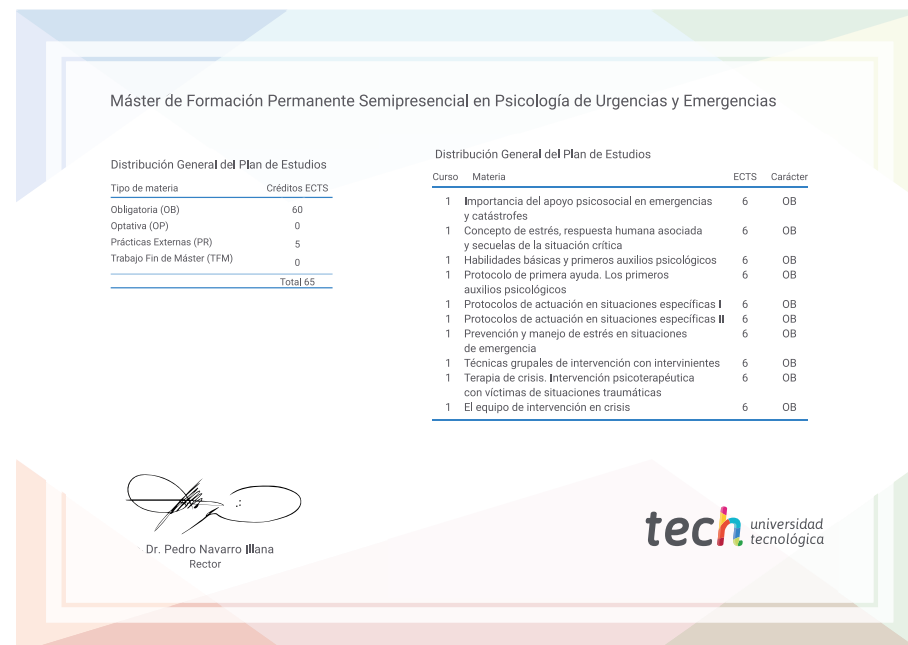 Máster de Formación Permanente Semipresencial en Psicología de Urgencias y Emergencias
Distribución General del Plan de Estudios
Tipo de materia Créditos ECTS
Obligatoria (OB) 60
Optativa (OP) 0
Prácticas Externas (PR) 5
Trabajo Fin de Máster (TFM) 0
Total 65
Distribución General del Plan de Estudios
Curso Materia ECTS Carácter
1 Importancia del apoyo psicosocial en emergencias 6 OB
y catástrofes
1 Concepto de estrés, respuesta humana asociada 6 OB
y secuelas de la situación crítica
1 Habilidades básicas y primeros auxilios psicológicos 6 OB
1 Protocolo de primera ayuda. Los primeros 6 OB
auxilios psicológicos
1 Protocolos de actuación en situaciones específicas I 6 OB
1 Protocolos de actuación en situaciones específicas II 6 OB
1 Prevención y manejo de estrés en situaciones 6 OB
de emergencia
1 Técnicas grupales de intervención con intervinientes 6 OB
1 Terapia de crisis. Intervención psicoterapéutica 6 OB
con víctimas de situaciones traumáticas
1 El equipo de intervención en crisis 6 OB
Dr. Pedro Navarro Illana
Rector
tech universidad
tecnológica